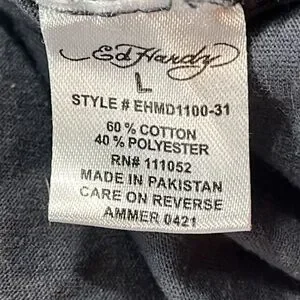 Ed Hardy
L
STYLE # EHMD1100-31
60 % COTTON
40 % POLYESTER
RN# 111052
MADE IN PAKISTAN
CARE ON REVERSE
AMMER 0421